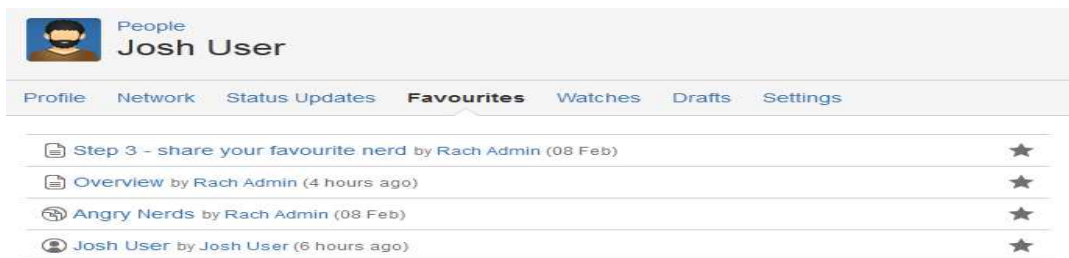 People
Josh User
Profile Network Status Updates Favourites Watches Drafts Settings
Step 3 - share your favourite nerd by Rach Admin (08 Feb)
Overview by Rach Admin (4 hours ago)
Angry Nerds by Rach Admin (08 Feb)
Josh User by Josh User (6 hours ago)